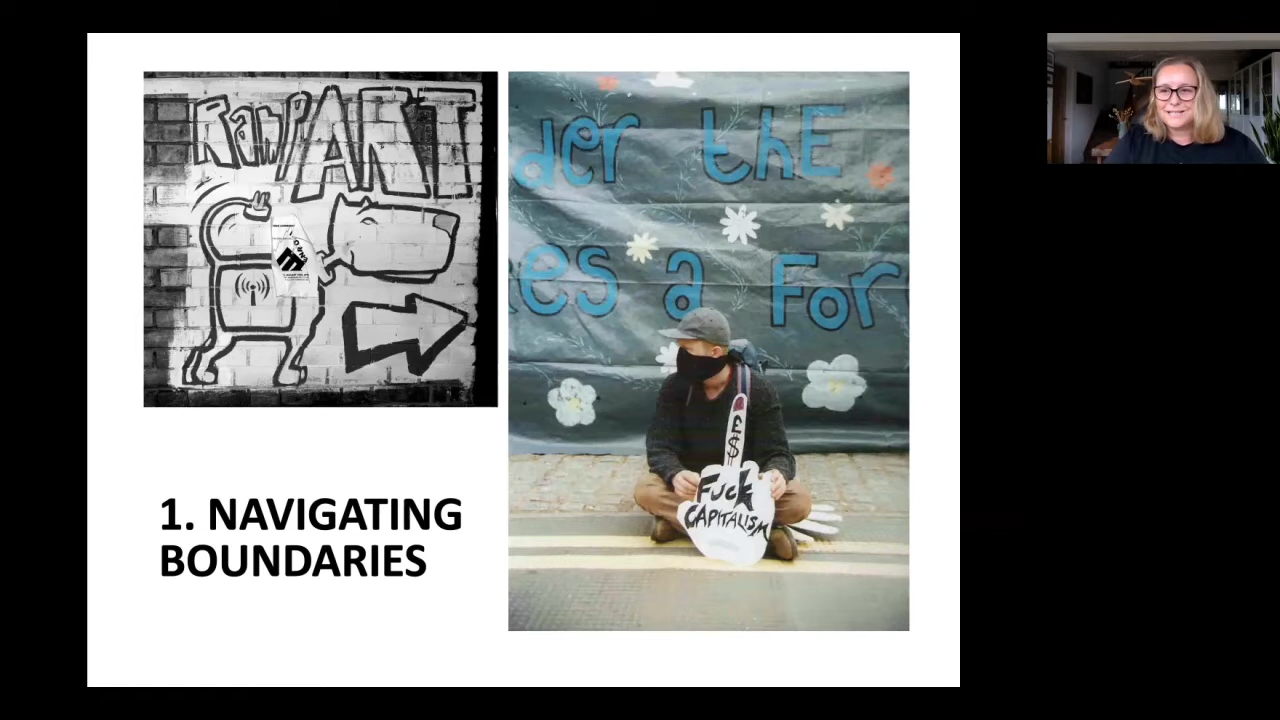 RampART
der thE
es a For
£$
Fuck
CAPITALISM
1. NAVIGATING
BOUNDARIES